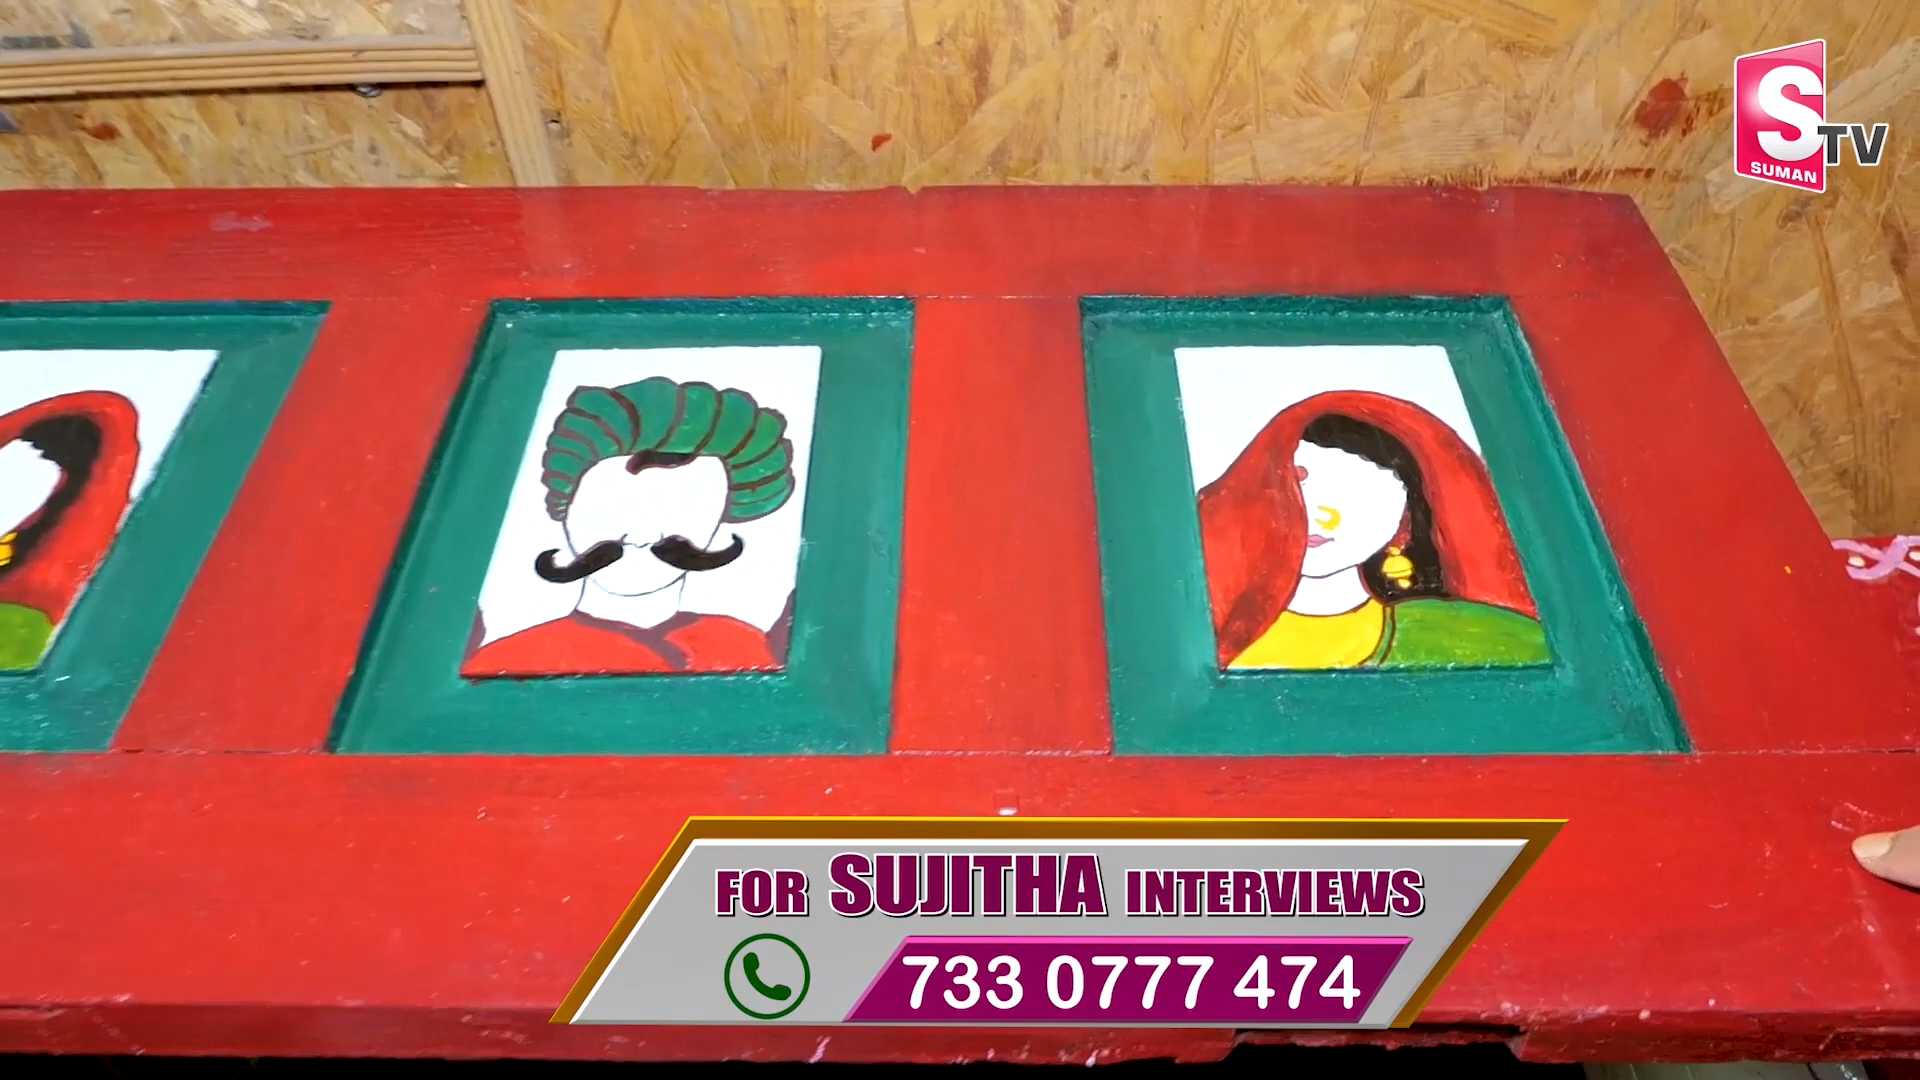 S
TV
SUMAN
FOR SUJITHA INTERVIEWS
733 0777 474